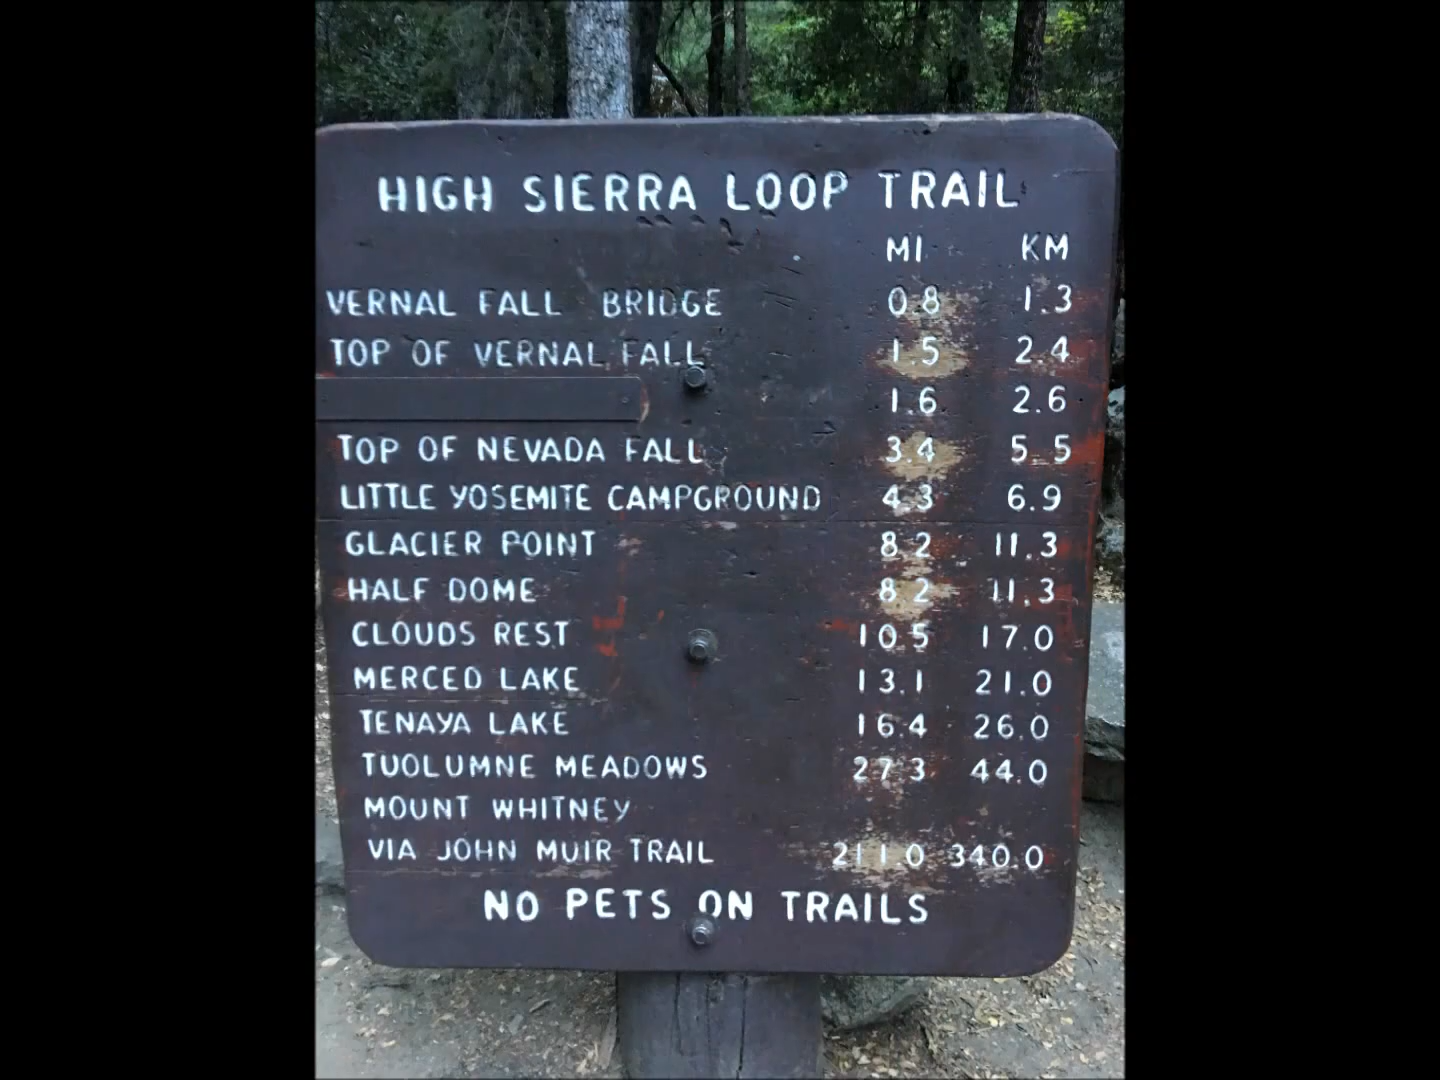 HIGH SIERRA LOOP TRAIL
MI KM
VERNAL FALL BRIDGE 0.8 1.3
TOP OF VERNAL FALL 1.5 2.4
1.6 2.6
TOP OF NEVADA FALL 3.4 5.5
LITTLE YOSEMITE CAMPGROUND 4.3 6.9
GLACIER POINT 8.2 11.3
HALF DOME 8.2 11.3
CLOUDS REST 10.5 17.0
MERCED LAKE 13.1 21.0
TENAYA LAKE 16.4 26.0
TUOLUMNE MEADOWS 27.3 44.0
MOUNT WHITNEY
VIA JOHN MUIR TRAIL 211.0 340.0
NO PETS ON TRAILS